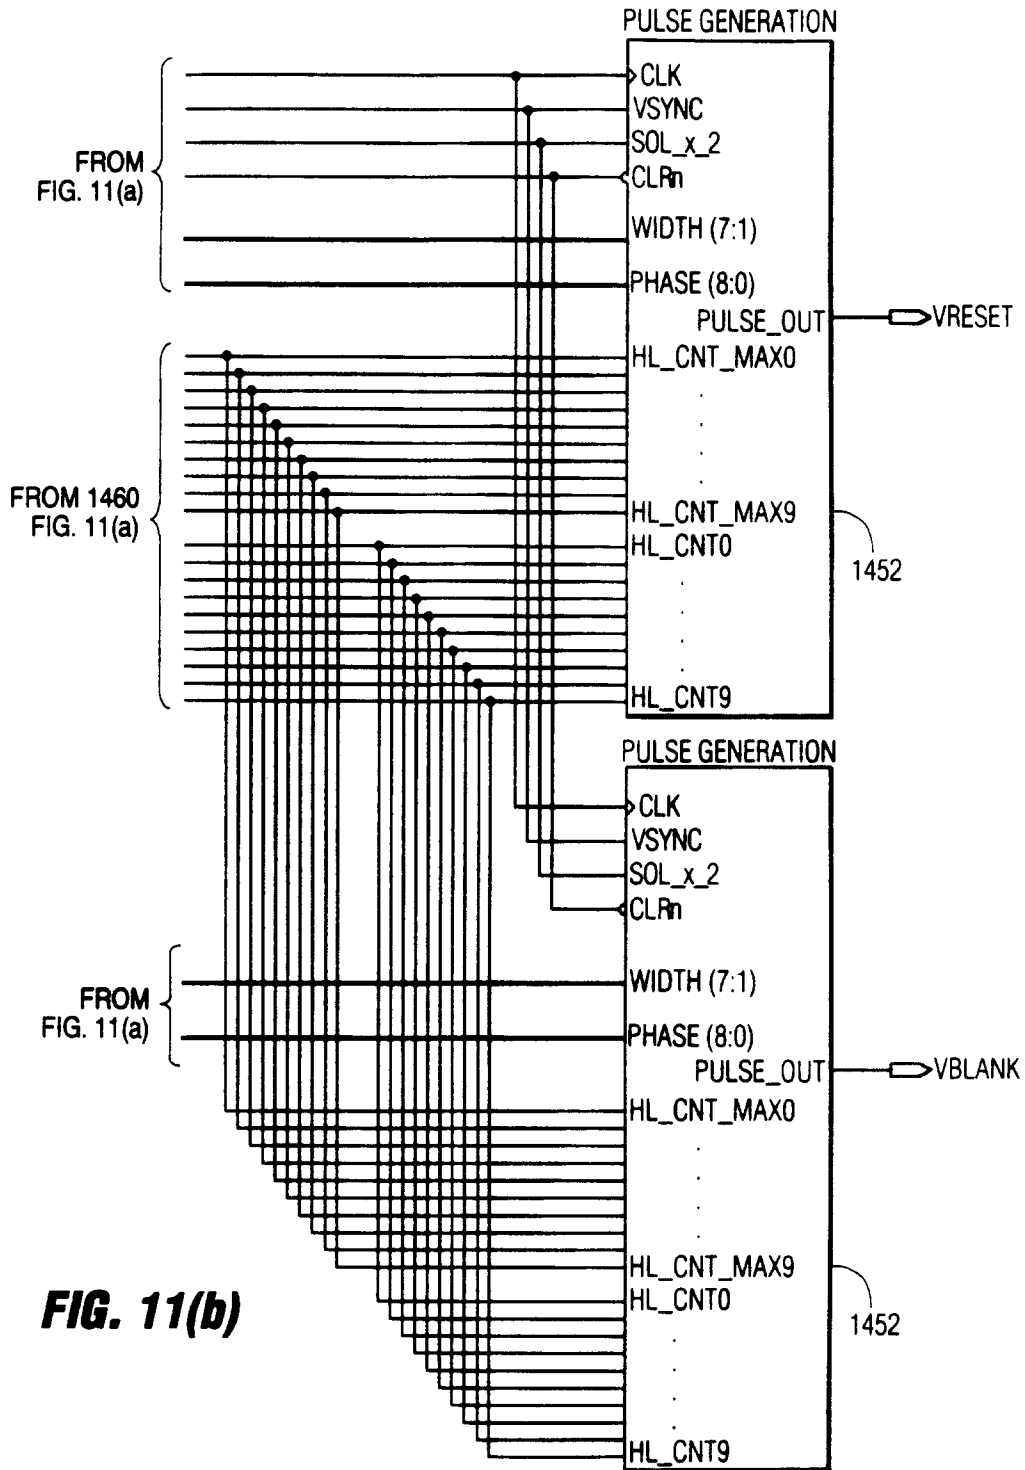 PULSE GENERATION
CLK
VSYNC
SOL_x_2
CLRn
FROM
FIG. 11(a)
WIDTH (7:1)
PHASE (8:0)
PULSE_OUT
VRESET
HL_CNT_MAX0
FROM 1460
FIG. 11(a)
HL_CNT_MAX9
HL_CNT0
1452
HL_CNT9
PULSE GENERATION
CLK
VSYNC
SOL_x_2
CLRn
FROM
FIG. 11(a)
WIDTH (7:1)
PHASE (8:0)
PULSE_OUT
VBLANK
HL_CNT_MAX0
HL_CNT_MAX9
HL_CNT0
1452
HL_CNT9
FIG. 11(b)